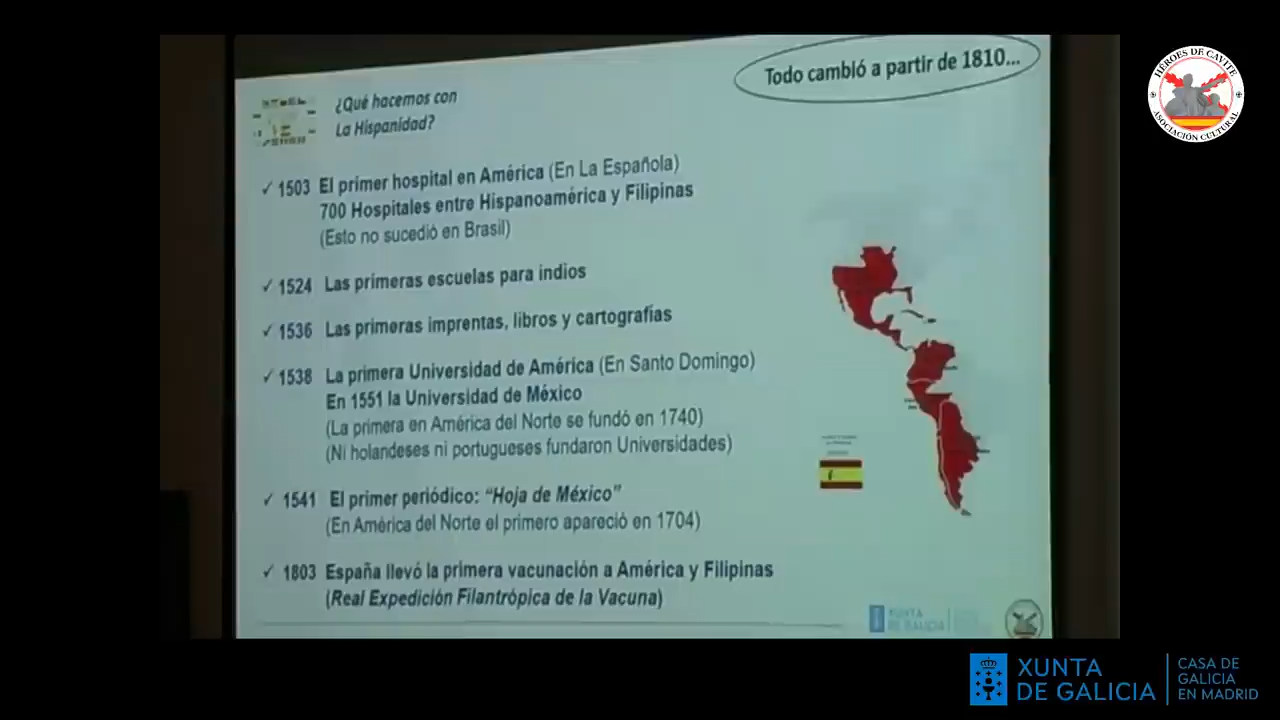 Todo cambió a partir de 1810...
¿Qué hacemos con
La Hispanidad?
✓ 1503 El primer hospital en América (En La Española)
700 Hospitales entre Hispanoamérica y Filipinas
(Esto no sucedió en Brasil)
✓ 1524 Las primeras escuelas para indios
✓ 1536 Las primeras imprentas, libros y cartografías
✓ 1538 La primera Universidad de América (En Santo Domingo)
En 1551 la Universidad de México
(La primera en América del Norte se fundó en 1740)
(Ni holandeses ni portugueses fundaron Universidades)
✓ 1541 El primer periódico: “Hoja de México”
(En América del Norte el primero apareció en 1704)
✓ 1803 España llevó la primera vacunación a América y Filipinas
(Real Expedición Filantrópica de la Vacuna)
XUNTA
DE GALICIA
HÉROES DE CAVITE
ASOCIACIÓN CULTURAL
XUNTA
DE GALICIA
CASA DE
GALICIA
EN MADRID